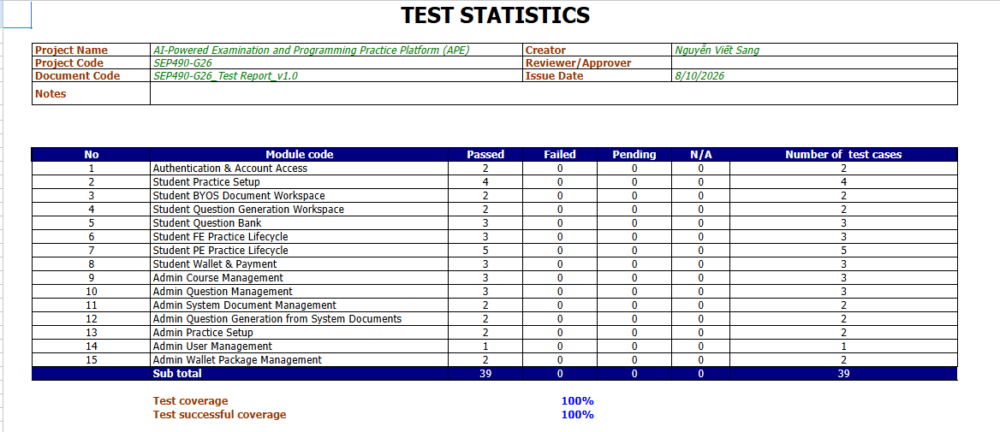 TEST STATISTICS
Project Name AI-Powered Examination and Programming Practice Platform (APE) Creator Nguyễn Viết Sang
Project Code SEP490-G26 Reviewer/Approver
Document Code SEP490-G26_Test Report_v1.0 Issue Date 8/10/2026
Notes
No Module code Passed Failed Pending N/A Number of test cases
1 Authentication & Account Access 2 0 0 0 2
2 Student Practice Setup 4 0 0 0 4
3 Student BYOS Document Workspace 2 0 0 0 2
4 Student Question Generation Workspace 2 0 0 0 2
5 Student Question Bank 3 0 0 0 3
6 Student FE Practice Lifecycle 3 0 0 0 3
7 Student PE Practice Lifecycle 5 0 0 0 5
8 Student Wallet & Payment 3 0 0 0 3
9 Admin Course Management 3 0 0 0 3
10 Admin Question Management 3 0 0 0 3
11 Admin System Document Management 2 0 0 0 2
12 Admin Question Generation from System Documents 2 0 0 0 2
13 Admin Practice Setup 2 0 0 0 2
14 Admin User Management 1 0 0 0 1
15 Admin Wallet Package Management 2 0 0 0 2
Sub total 39 0 0 0 39
Test coverage 100%
Test successful coverage 100%